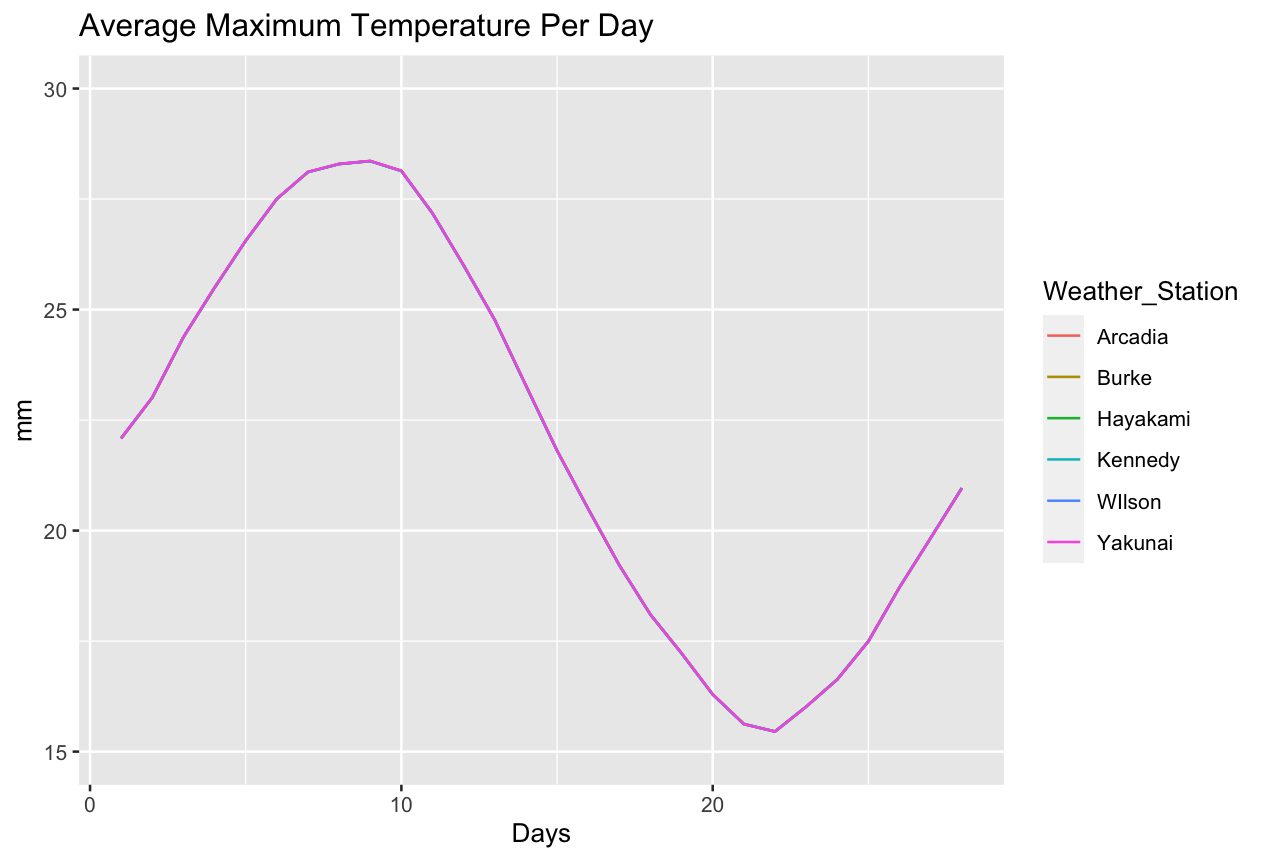 Average Maximum Temperature Per Day
30
25
20
15
mm
0 10 20
Days
Weather_Station
Arcadia
Burke
Hayakami
Kennedy
WIlson
Yakunai